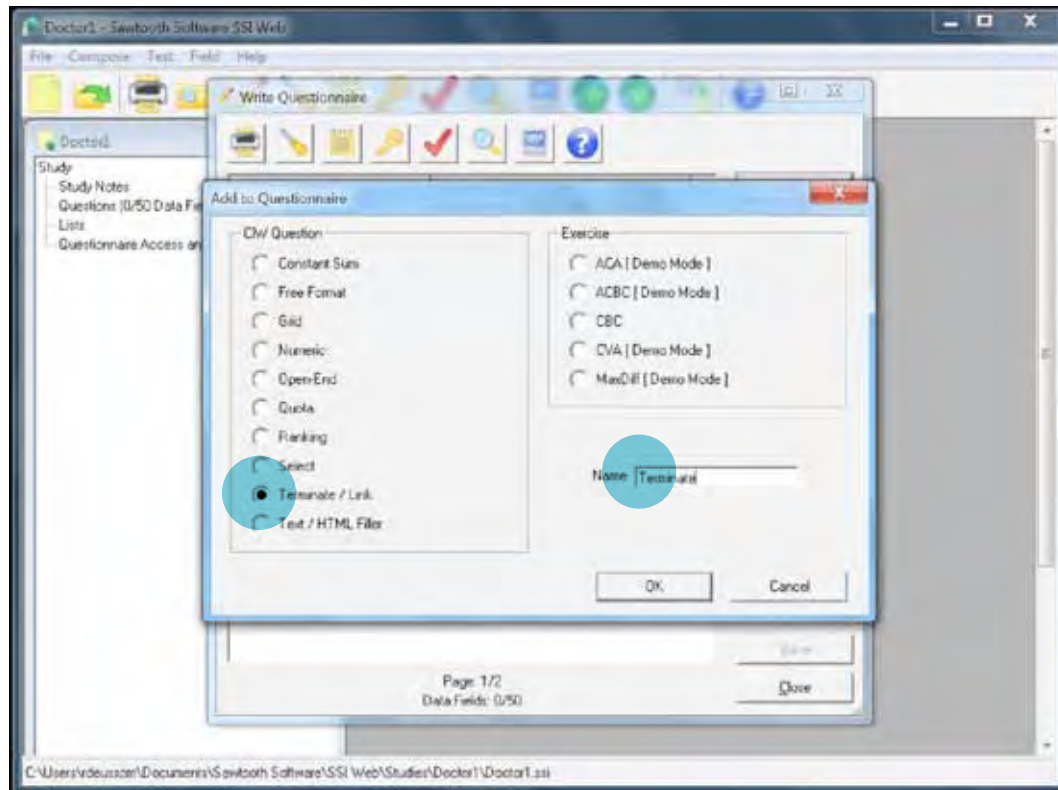 Doctor1 - Sawtooth Software SSI Web
File Compose Test Field Help
Write Questionnaire
Doctor1
Study
Study Notes
Questions (0/50 Data Fie
Lists
Questionnaire Access an
Add to Questionnaire
CiW Question
Constant Sum
Free Format
Grid
Numeric
Open-End
Quota
Ranking
Select
Terminate / Link
Text / HTML Filler
Exercise
ACA [ Demo Mode ]
ACBC [ Demo Mode ]
CBC
CVA [ Demo Mode ]
MaxDiff [ Demo Mode ]
Name Terminate
OK
Cancel
Page: 1/2
Data Fields: 0/50
Close
C:\Users\rdeusser\Documents\Sawtooth Software\SSI Web\Studies\Doctor1\Doctor1.ssi